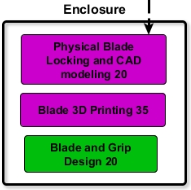 Enclosure
Physical Blade
Locking and CAD
modeling 20
Blade 3D Printing 35
Blade and Grip
Design 20